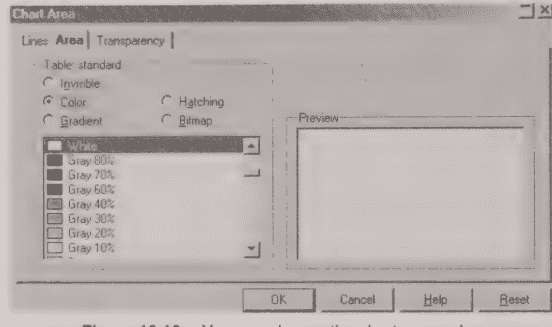 Chart Area
Lines Area Transparency
Table: standard
Invisible
Color
Hatching
Gradient
Bitmap
Preview
White
Gray 80%
Gray 70%
Gray 60%
Gray 40%
Gray 30%
Gray 20%
Gray 10%
OK Cancel Help Reset